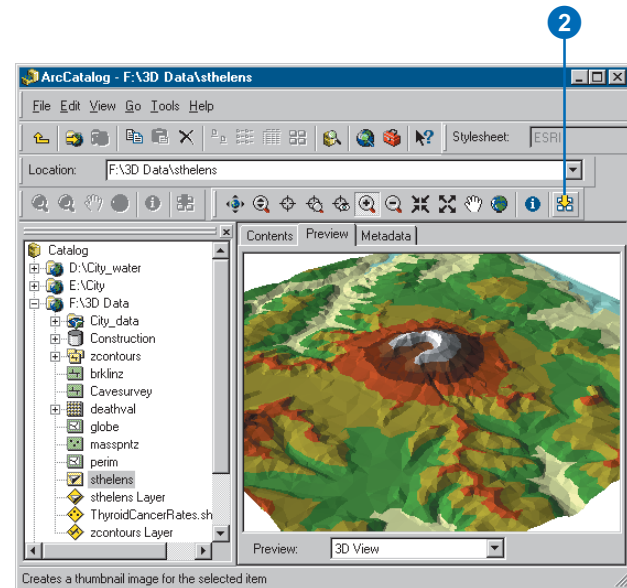 2
ArcCatalog - F:\3D Data\sthelens
File Edit View Go Tools Help
Stylesheet: ESRI
Location: F:\3D Data\sthelens
Contents Preview Metadata
Catalog
D:\City_water
E:\City
F:\3D Data
City_data
Construction
zcontours
brklinz
Cavesurvey
deathval
globe
masspntz
perim
sthelens
sthelens Layer
ThyroidCancerRates.sh
zcontours Layer
Preview: 3D View
Creates a thumbnail image for the selected item